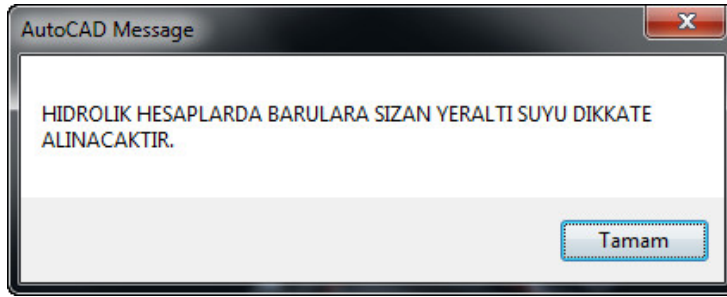 AutoCAD Message
HIDROLIK HESAPLARDA BARULARA SIZAN YERALTI SUYU DIKKATE
ALINACAKTIR.
Tamam